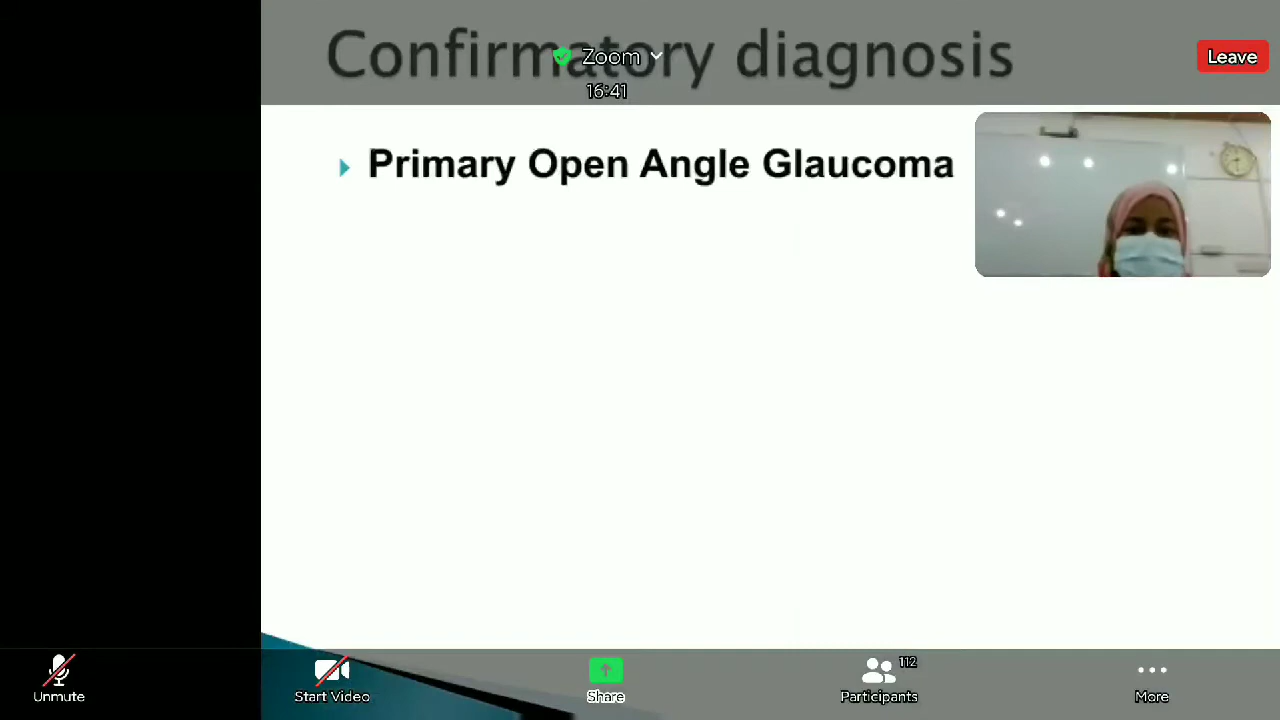 Confirmatory diagnosis
Zoom
16:41
Leave
Primary Open Angle Glaucoma
Unmute
Start Video
Share
112
Participants
More